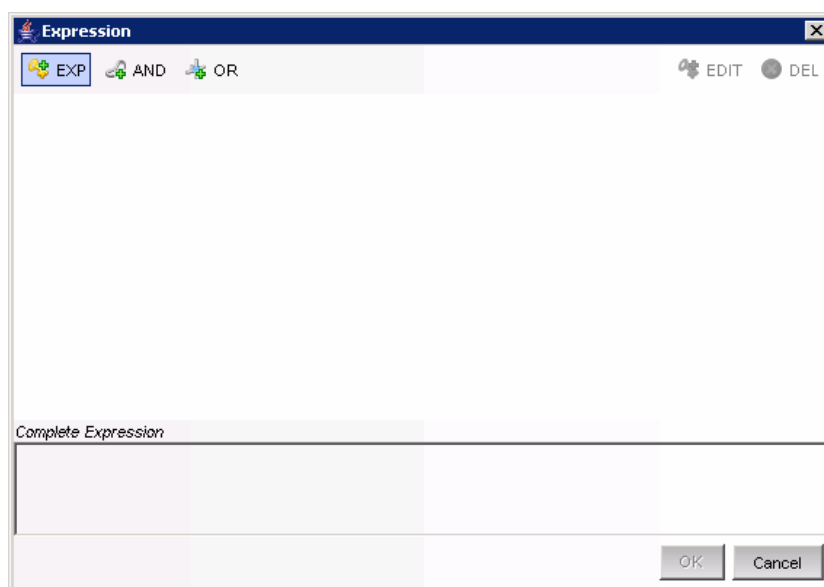 Expression
EXP AND OR EDIT DEL
Complete Expression
OK Cancel